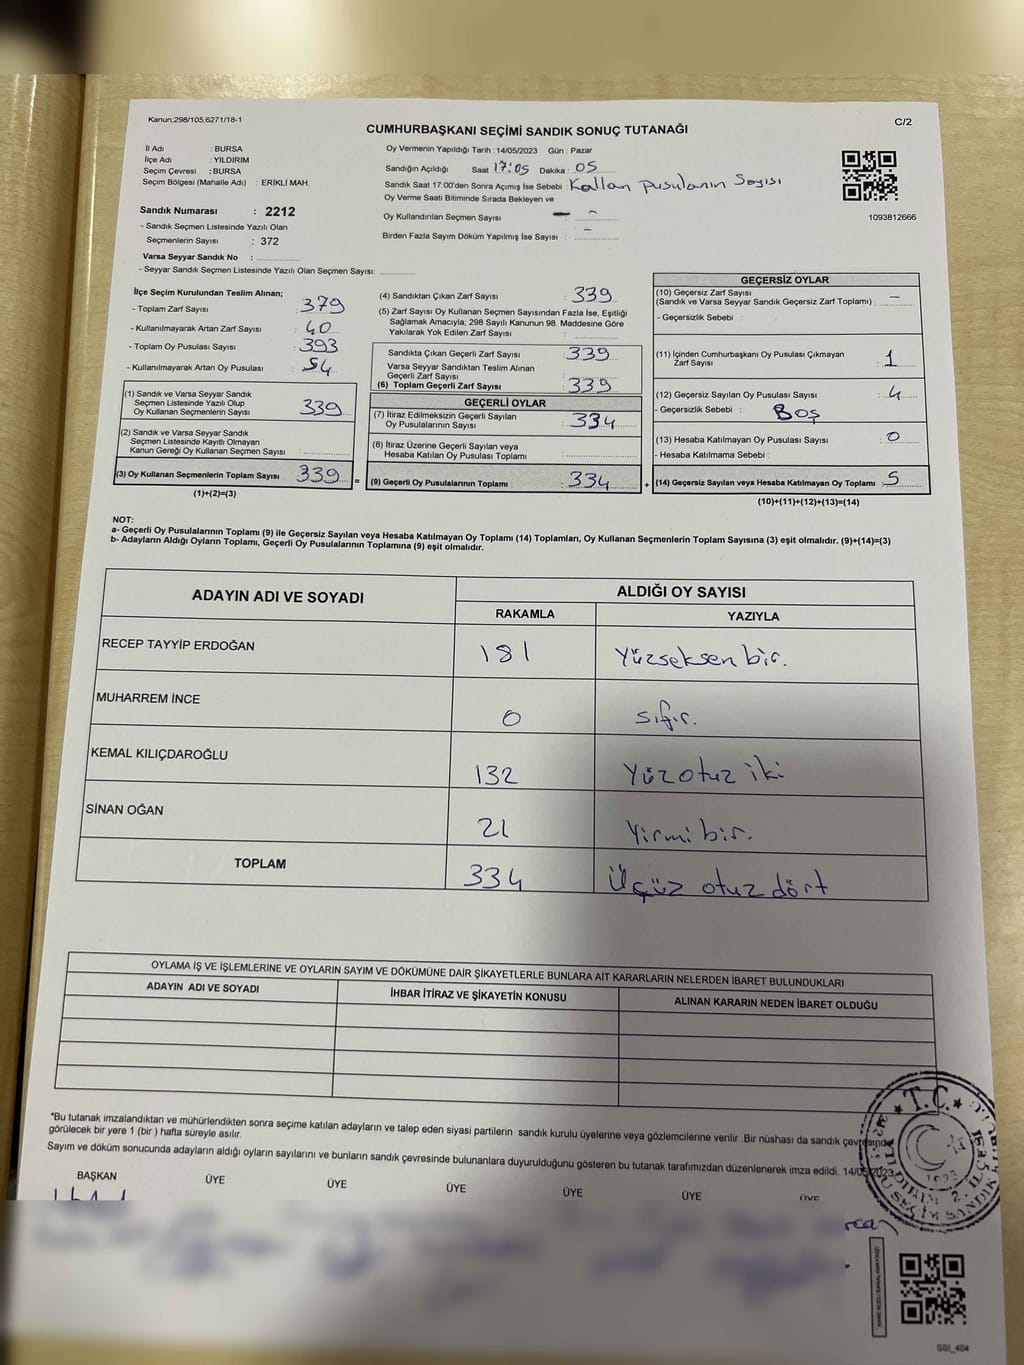 Kanun;298/105,6271/18-1
C/2
CUMHURBAŞKANI SEÇİMİ SANDIK SONUÇ TUTANAĞI
İl Adı : BURSA
İlçe Adı : YILDIRIM
Seçim Çevresi : BURSA
Seçim Bölgesi (Mahalle Adı) : ERİKLİ MAH.
Sandık Numarası : 2212
- Sandık Seçmen Listesinde Yazılı Olan
Seçmenlerin Sayısı : 372
Varsa Seyyar Sandık No :
- Seyyar Sandık Seçmen Listesinde Yazılı Olan Seçmen Sayısı:
Oy Vermenin Yapıldığı Tarih : 14/05/2023 Gün : Pazar
Sandığın Açıldığı Saat 17:05 Dakika : 05
Sandık Saat 17:00'den Sonra Açımış İse Sebebi : Kallan pusulanın Sayısı
Oy Verme Saati Bitiminde Sırada Bekleyen ve
Oy Kullandırılan Seçmen Sayısı : -
Birden Fazla Sayım Döküm Yapılmış İse Sayısı : -
1093812666
İlçe Seçim Kurulundan Teslim Alınan;
- Toplam Zarf Sayısı : 379
- Kullanılmayarak Artan Zarf Sayısı : 40
- Toplam Oy Pusulası Sayısı : 393
- Kullanılmayarak Artan Oy Pusulası : 54
(1) Sandık ve Varsa Seyyar Sandık
Seçmen Listesinde Yazılı Olup
Oy Kullanan Seçmenlerin Sayısı : 339
(2) Sandık ve Varsa Seyyar Sandık
Seçmen Listesinde Kayıtlı Olmayan
Kanun Gereği Oy Kullanan Seçmen Sayısı :
(3) Oy Kullanan Seçmenlerin Toplam Sayısı : 339
(1)+(2)=(3)
=
(4) Sandıktan Çıkan Zarf Sayısı : 339
(5) Zarf Sayısı Oy Kullanan Seçmen Sayısından Fazla İse, Eşitliği
Sağlamak Amacıyla, 298 Sayılı Kanunun 98. Maddesine Göre
Yakılarak Yok Edilen Zarf Sayısı :
Sandıkta Çıkan Geçerli Zarf Sayısı : 339
Varsa Seyyar Sandıktan Teslim Alınan
Geçerli Zarf Sayısı :
(6) Toplam Geçerli Zarf Sayısı : 339
GEÇERLİ OYLAR
(7) İtiraz Edilmeksizin Geçerli Sayılan
Oy Pusulalarının Sayısı : 334
(8) İtiraz Üzerine Geçerli Sayılan veya
Hesaba Katılan Oy Pusulası Toplamı :
(9) Geçerli Oy Pusulalarının Toplamı : 334
+
GEÇERSİZ OYLAR
(10) Geçersiz Zarf Sayısı
(Sandık ve Varsa Seyyar Sandık Geçersiz Zarf Toplamı) : -
- Geçersizlik Sebebi :
(11) İçinden Cumhurbaşkanı Oy Pusulası Çıkmayan
Zarf Sayısı : 1
(12) Geçersiz Sayılan Oy Pusulası Sayısı : 4
- Geçersizlik Sebebi : BOŞ
(13) Hesaba Katılmayan Oy Pusulası Sayısı : 0
- Hesaba Katılmama Sebebi :
(14) Geçersiz Sayılan veya Hesaba Katılmayan Oy Toplamı : 5
(10)+(11)+(12)+(13)=(14)
NOT:
a- Geçerli Oy Pusulalarının Toplamı (9) ile Geçersiz Sayılan veya Hesaba Katılmayan Oy Toplamı (14) Toplamları, Oy Kullanan Seçmenlerin Toplam Sayısına (3) eşit olmalıdır. (9)+(14)=(3)
b- Adayların Aldığı Oyların Toplamı, Geçerli Oy Pusulalarının Toplamına (9) eşit olmalıdır.
ADAYIN ADI VE SOYADI ALDIĞI OY SAYISI
RAKAMLA YAZIYLA
RECEP TAYYİP ERDOĞAN 181 Yüzseksen bir.
MUHARREM İNCE 0 sıfır.
KEMAL KILIÇDAROĞLU 132 Yüz otuz iki
SİNAN OĞAN 21 Yirmi bir.
TOPLAM 334 Üçüz otuz dört
OYLAMA İŞ VE İŞLEMLERİNE VE OYLARIN SAYIM VE DÖKÜMÜNE DAİR ŞİKAYETLERLE BUNLARA AİT KARARLARIN NELERDEN İBARET BULUNDUKLARI
ADAYIN ADI VE SOYADI İHBAR İTİRAZ VE ŞİKAYETİN KONUSU ALINAN KARARIN NEDEN İBARET OLDUĞU
*Bu tutanak imzalandıktan ve mühürlendikten sonra seçime katılan adayların ve talep eden siyasi partilerin sandık kurulu üyelerine veya gözlemcilerine verilir .Bir nüshası da sandık çevresinde
görülecek bir yere 1 (bir ) hafta süreyle asılır.
Sayım ve döküm sonucunda adayların aldığı oyların sayılarını ve bunların sandık çevresinde bulunanlara duyurulduğunu gösteren bu tutanak tarafımızdan düzenlenerek imza edildi. 14/05/2023
BAŞKAN ÜYE ÜYE ÜYE ÜYE ÜYE ÜYE
T.C.
1923